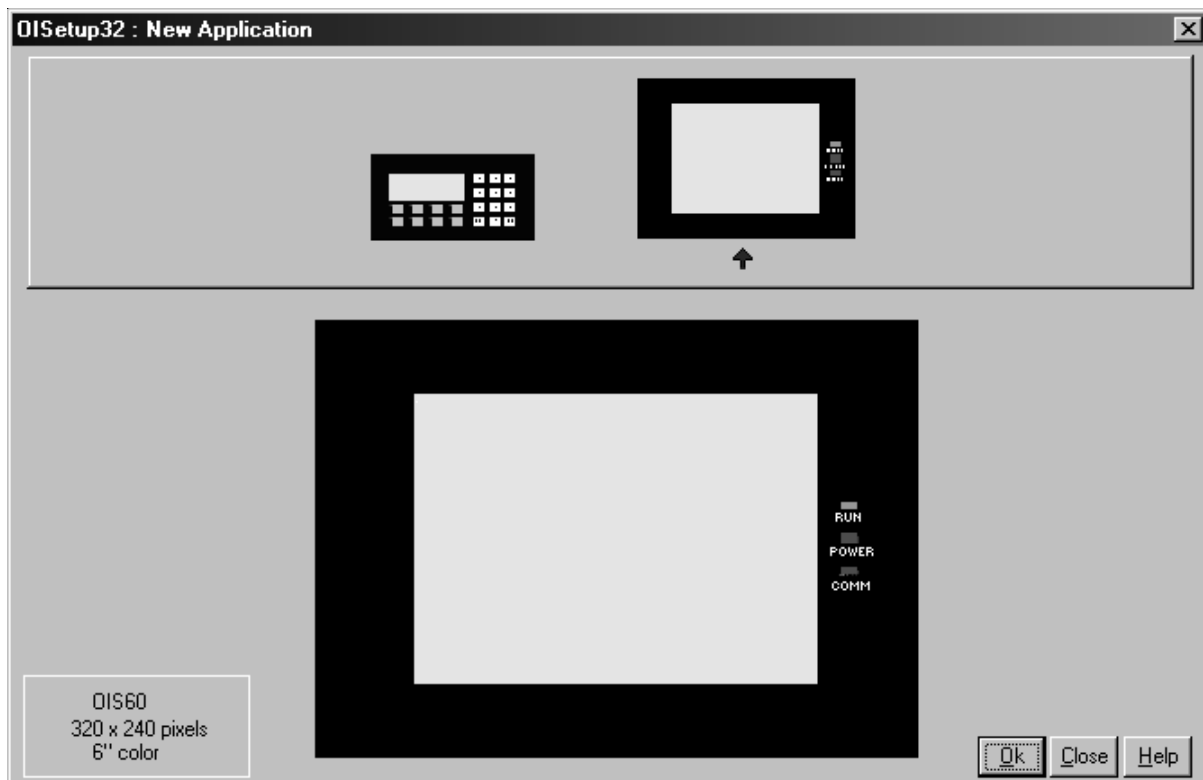 OISetup32 : New Application
RUN
POWER
COMM
OIS60
320 x 240 pixels
6" color
Ok Close Help